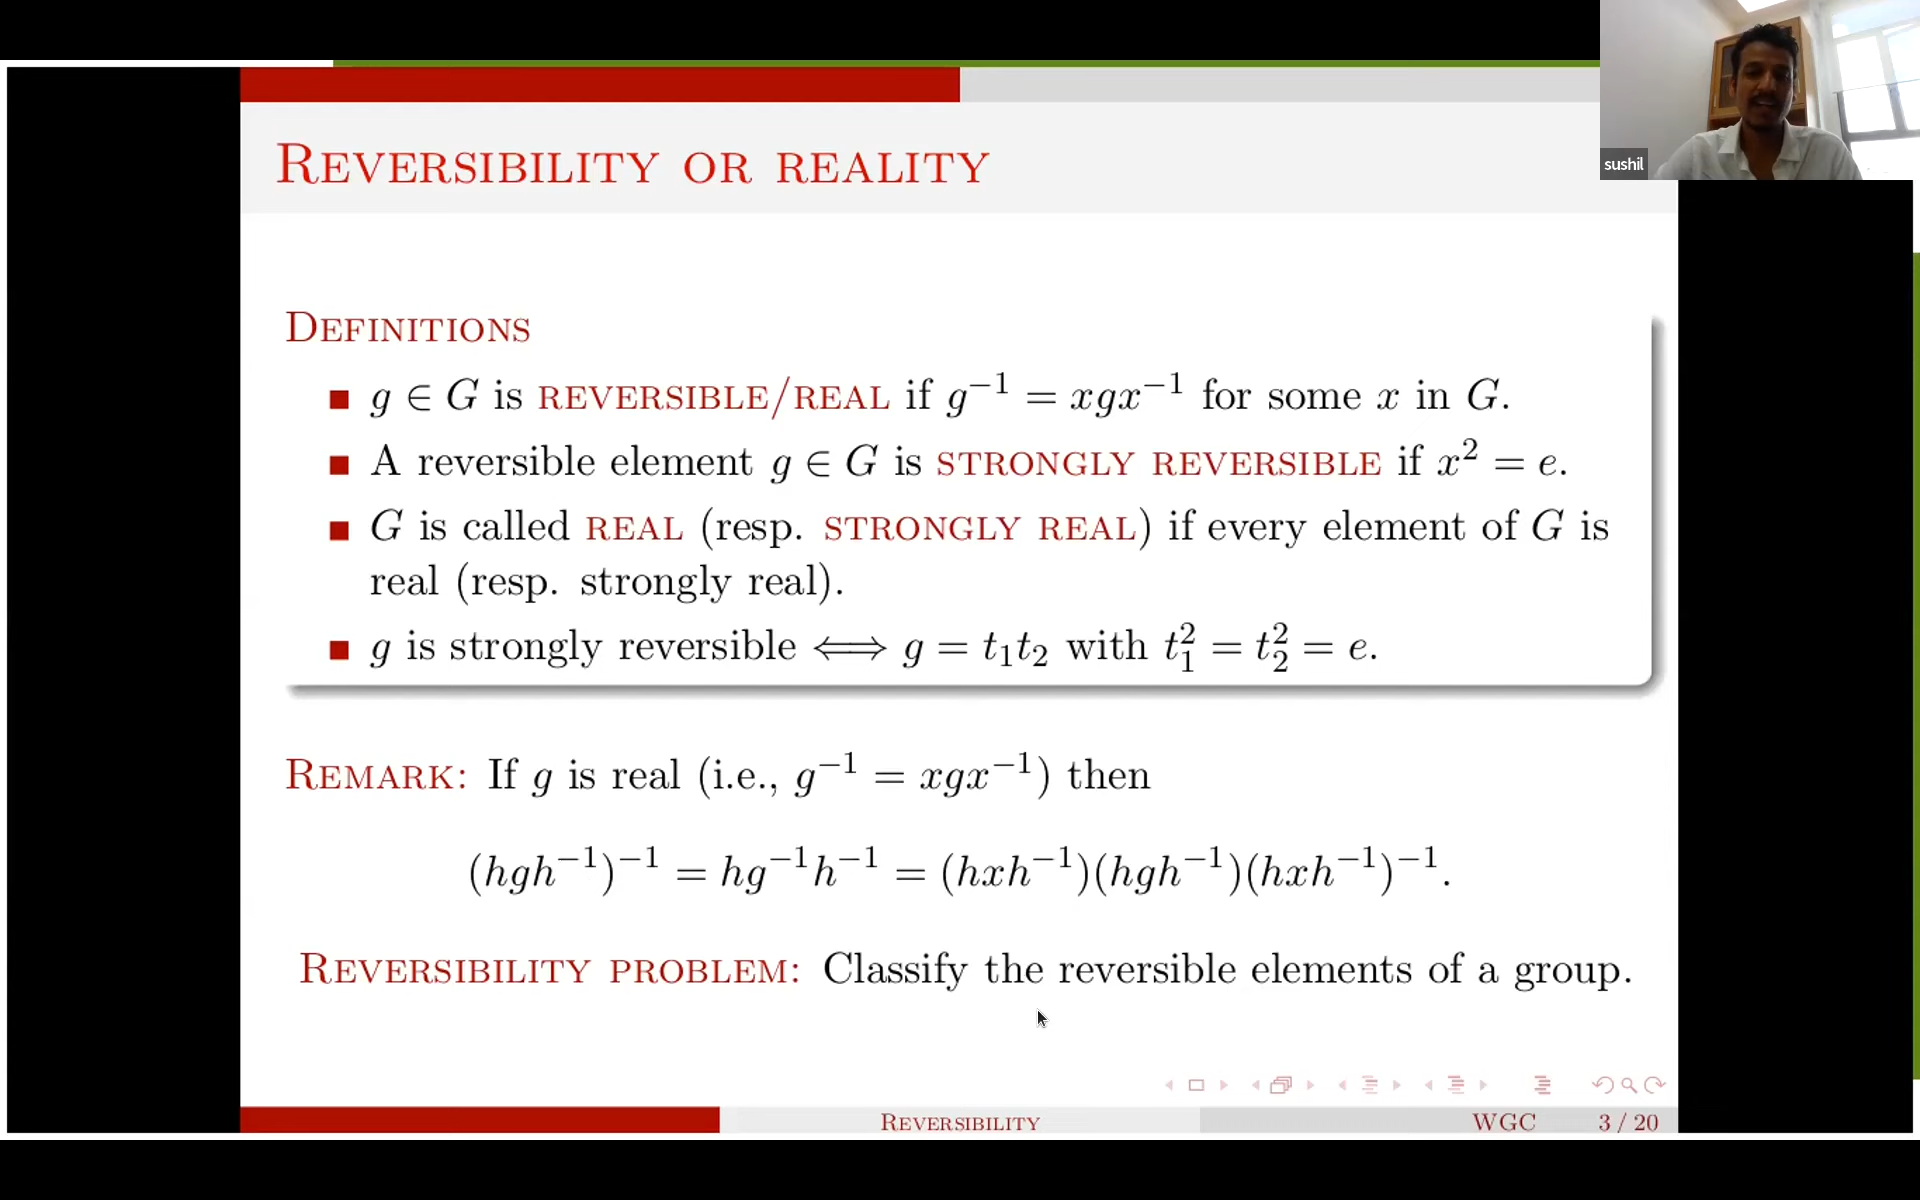 sushil
REVERSIBILITY OR REALITY
DEFINITIONS
■ g ∈ G is REVERSIBLE/REAL if g⁻¹ = xgx⁻¹ for some x in G.
■ A reversible element g ∈ G is STRONGLY REVERSIBLE if x² = e.
■ G is called REAL (resp. STRONGLY REAL) if every element of G is
real (resp. strongly real).
■ g is strongly reversible ⟺ g = t₁t₂ with t₁² = t₂² = e.
REMARK: If g is real (i.e., g⁻¹ = xgx⁻¹) then
(hgh⁻¹)⁻¹ = hg⁻¹h⁻¹ = (hxh⁻¹)(hgh⁻¹)(hxh⁻¹)⁻¹.
REVERSIBILITY PROBLEM: Classify the reversible elements of a group.
REVERSIBILITY WGC 3 / 20